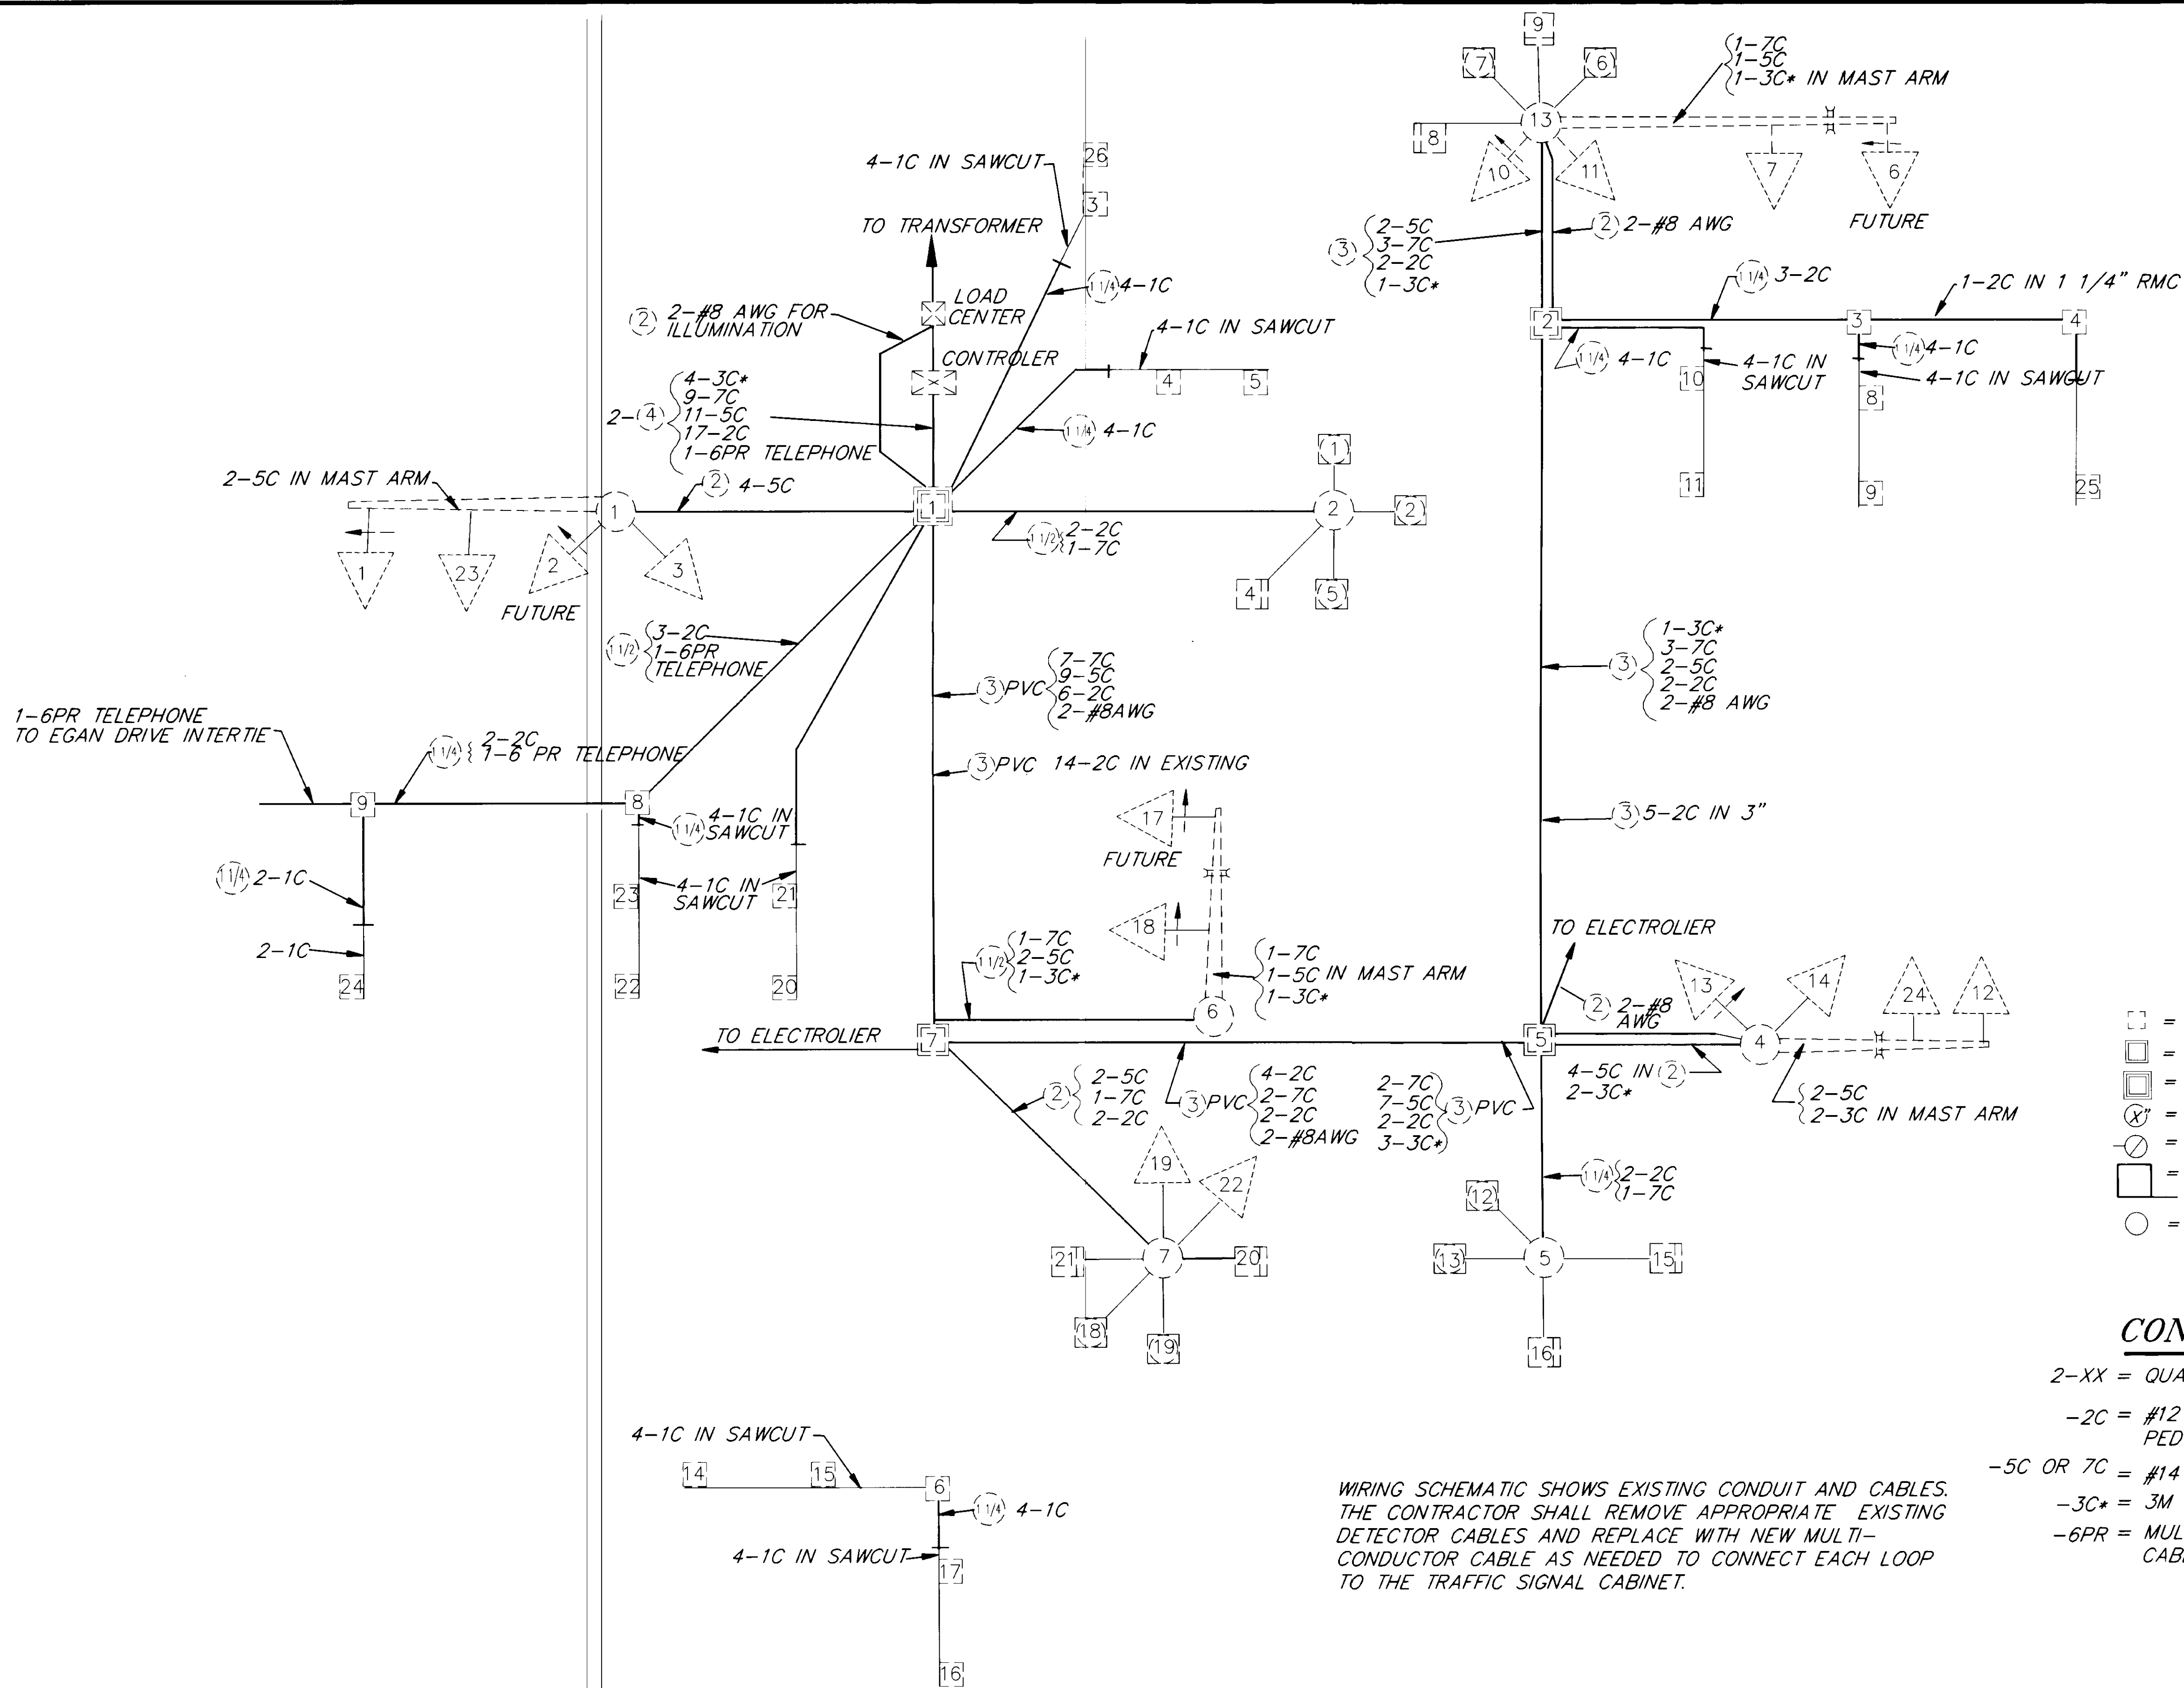 9
7
6
13
8
10
11
7
6
FUTURE
1-7C
1-5C
1-3C* IN MAST ARM
4-1C IN SAWCUT
26
3
TO TRANSFORMER
2 2-#8 AWG FOR
ILLUMINATION
LOAD
CENTER
1 1/4 4-1C
CONTROLER
4-1C IN SAWCUT
4
5
1 1/4 4-1C
4-3C*
9-7C
2-4 11-5C
17-2C
1-6PR TELEPHONE
3
2-5C
3-7C
2-2C
1-3C*
2 2-#8 AWG
1 1/4 3-2C
1-2C IN 1 1/4" RMC
2
3
4
1 1/4 4-1C
4-1C IN
SAWCUT
1 1/4 4-1C
4-1C IN SAWCUT
10
11
8
9
25
2-5C IN MAST ARM
2 4-5C
1
1
1
23
2
3
FUTURE
1 1/2
2-2C
1-7C
1
2
2
4
5
1 1/2
3-2C
1-6PR
TELEPHONE
3 PVC
7-7C
9-5C
6-2C
2-#8AWG
3 PVC 14-2C IN EXISTING
3
1-3C*
3-7C
2-5C
2-2C
2-#8 AWG
3 5-2C IN 3"
1-6PR TELEPHONE
TO EGAN DRIVE INTERTIE
1 1/4
2-2C
1-6 PR TELEPHONE
9
8
1 1/4 4-1C IN
SAWCUT
1 1/4 2-1C
2-1C
24
23
4-1C IN
SAWCUT
21
22
20
17
FUTURE
18
1 1/2
1-7C
2-5C
1-3C*
1-7C
1-5C IN MAST ARM
1-3C*
6
TO ELECTROLIER
7
TO ELECTROLIER
2 2-#8
AWG
13
14
24
12
5
4
4-5C IN 2
2-3C*
2-5C
2-3C IN MAST ARM
2
2-5C
1-7C
2-2C
3 PVC
4-2C
2-7C
2-2C
2-#8AWG
2-7C
7-5C
2-2C
3-3C*
3 PVC
1 1/4
2-2C
1-7C
19
22
21
7
20
18
19
12
13
5
15
16
=
=
=
X" =
=
=
=
CON
2-XX = QUA
-2C = #12
PED
-5C OR 7C = #14
-3C* = 3M
-6PR = MUL
CAB
4-1C IN SAWCUT
14
15
6
1 1/4 4-1C
4-1C IN SAWCUT
17
16
WIRING SCHEMATIC SHOWS EXISTING CONDUIT AND CABLES.
THE CONTRACTOR SHALL REMOVE APPROPRIATE EXISTING
DETECTOR CABLES AND REPLACE WITH NEW MULTI-
CONDUCTOR CABLE AS NEEDED TO CONNECT EACH LOOP
TO THE TRAFFIC SIGNAL CABINET.